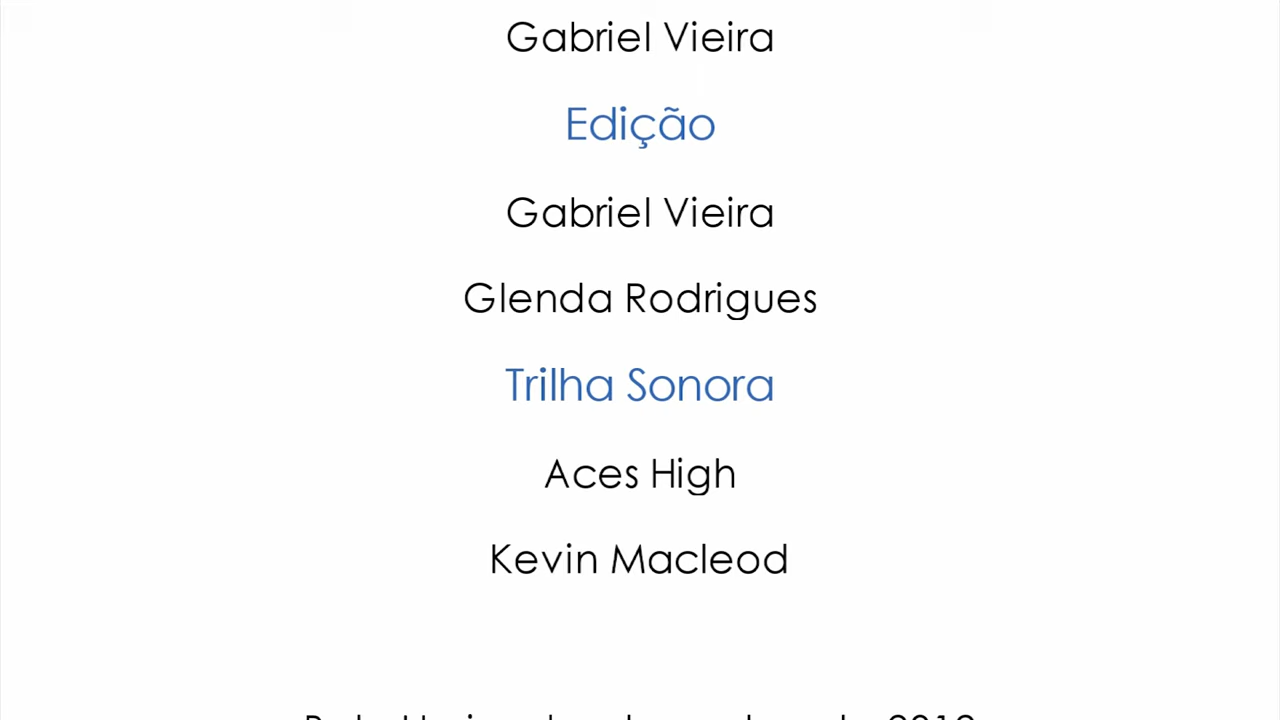 Gabriel Vieira
Edição
Gabriel Vieira
Glenda Rodrigues
Trilha Sonora
Aces High
Kevin Macleod